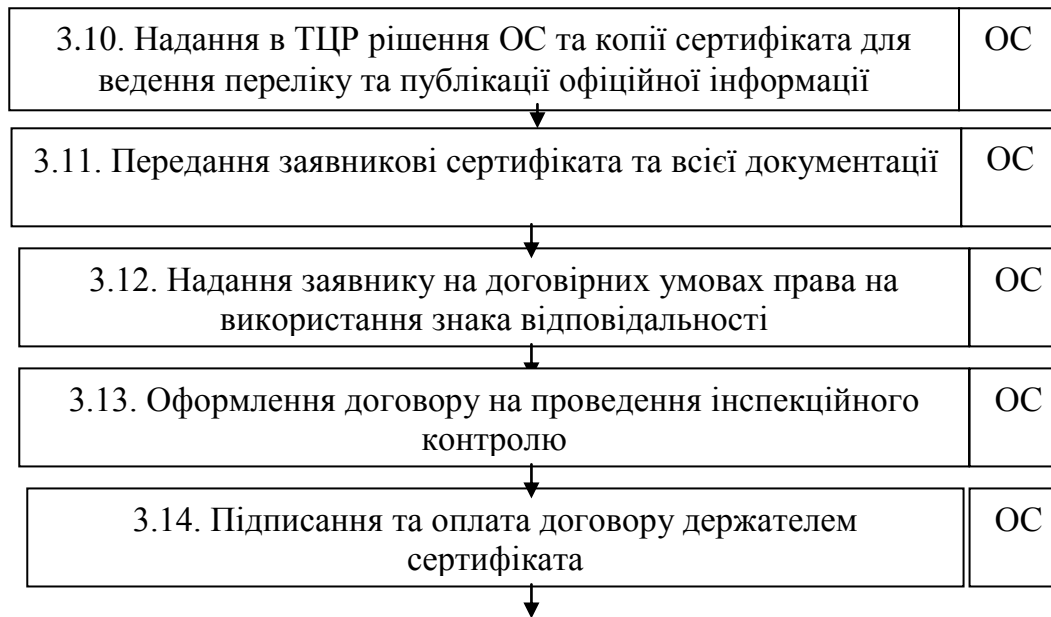 3.10. Надання в ТЦР рішення ОС та копії сертифіката для
ведення переліку та публікації офіційної інформації
ОС
3.11. Передання заявникові сертифіката та всієї документації
ОС
3.12. Надання заявнику на договірних умовах права на
використання знака відповідальності
ОС
3.13. Оформлення договору на проведення інспекційного
контролю
ОС
3.14. Підписання та оплата договору держателем
сертифіката
ОС